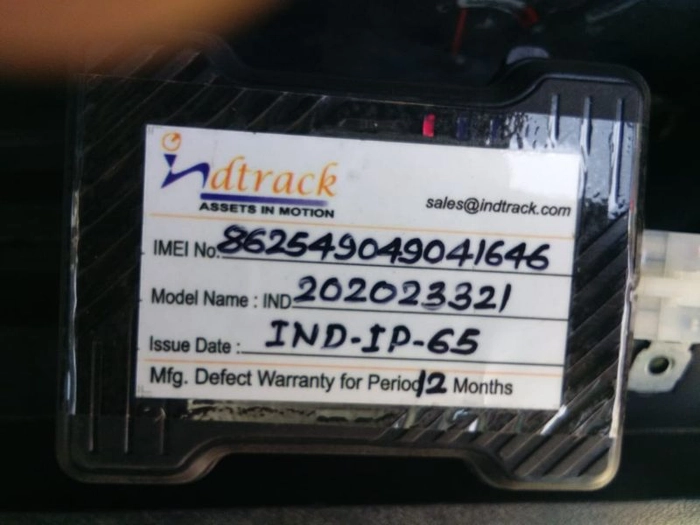 indtrack
ASSETS IN MOTION
sales@indtrack.com
IMEI No: 862549049041646
Model Name : IND 202023321
Issue Date : IND-IP-65
Mfg. Defect Warranty for Period 12 Months